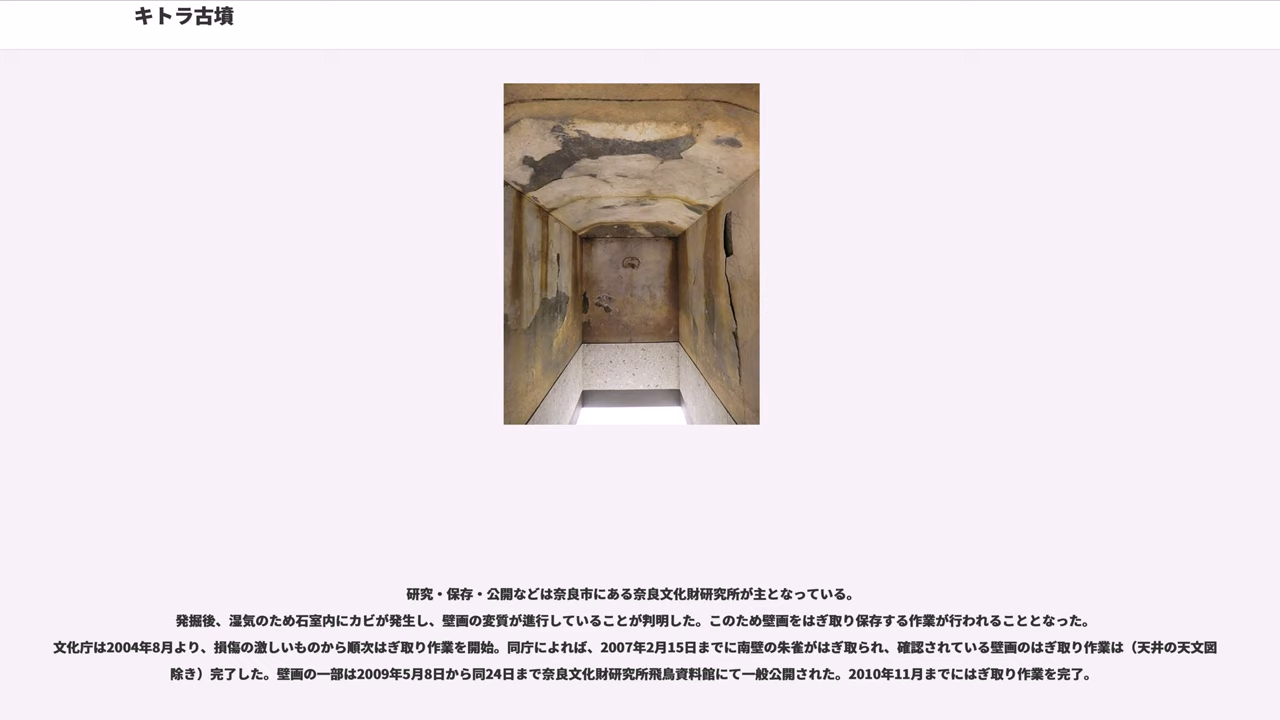 キトラ古墳
研究・保存・公開などは奈良市にある奈良文化財研究所が主となっている。
発掘後、湿気のため石室内にカビが発生し、壁画の変質が進行していることが判明した。このため壁画をはぎ取り保存する作業が行われることとなった。
文化庁は2004年8月より、損傷の激しいものから順次はぎ取り作業を開始。同庁によれば、2007年2月15日までに南壁の朱雀がはぎ取られ、確認されている壁画のはぎ取り作業は（天井の天文図
除き）完了した。壁画の一部は2009年5月8日から同24日まで奈良文化財研究所飛鳥資料館にて一般公開された。2010年11月までにはぎ取り作業を完了。